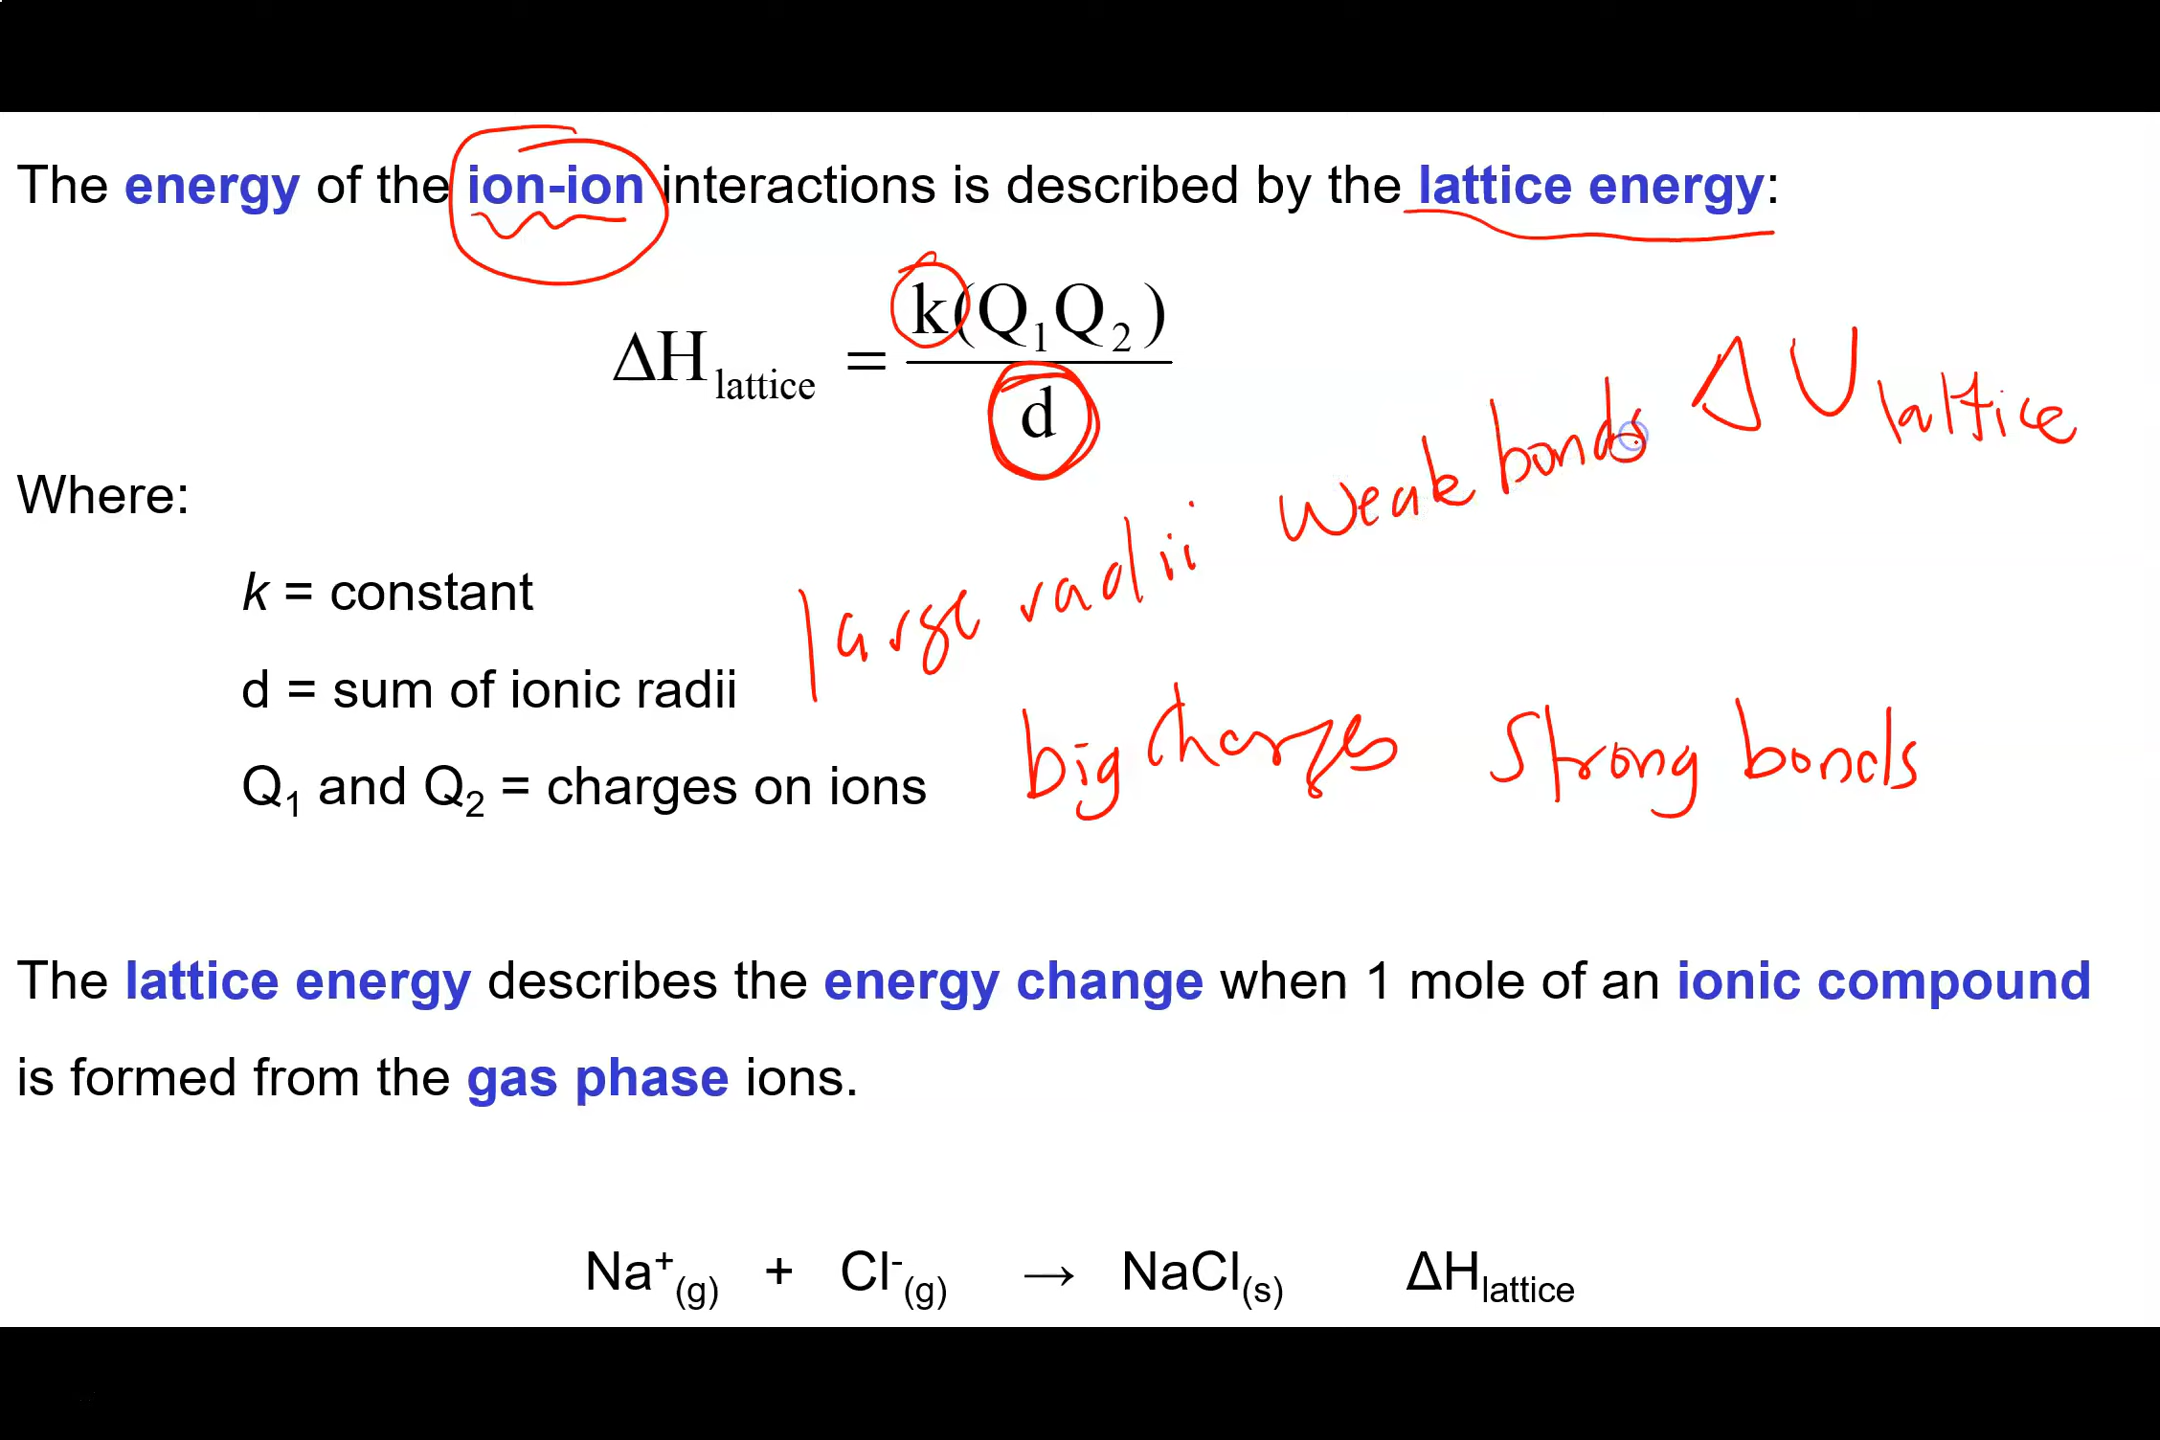 The energy of the ion-ion interactions is described by the lattice energy:
ΔH lattice = k(Q₁Q₂) / d
Δ U lattice
Where:
large radii weak bonds
k = constant
d = sum of ionic radii
Q₁ and Q₂ = charges on ions
big charges strong bonds
The lattice energy describes the energy change when 1 mole of an ionic compound
is formed from the gas phase ions.
Na⁺(g) + Cl⁻(g) → NaCl(s) ΔHlattice